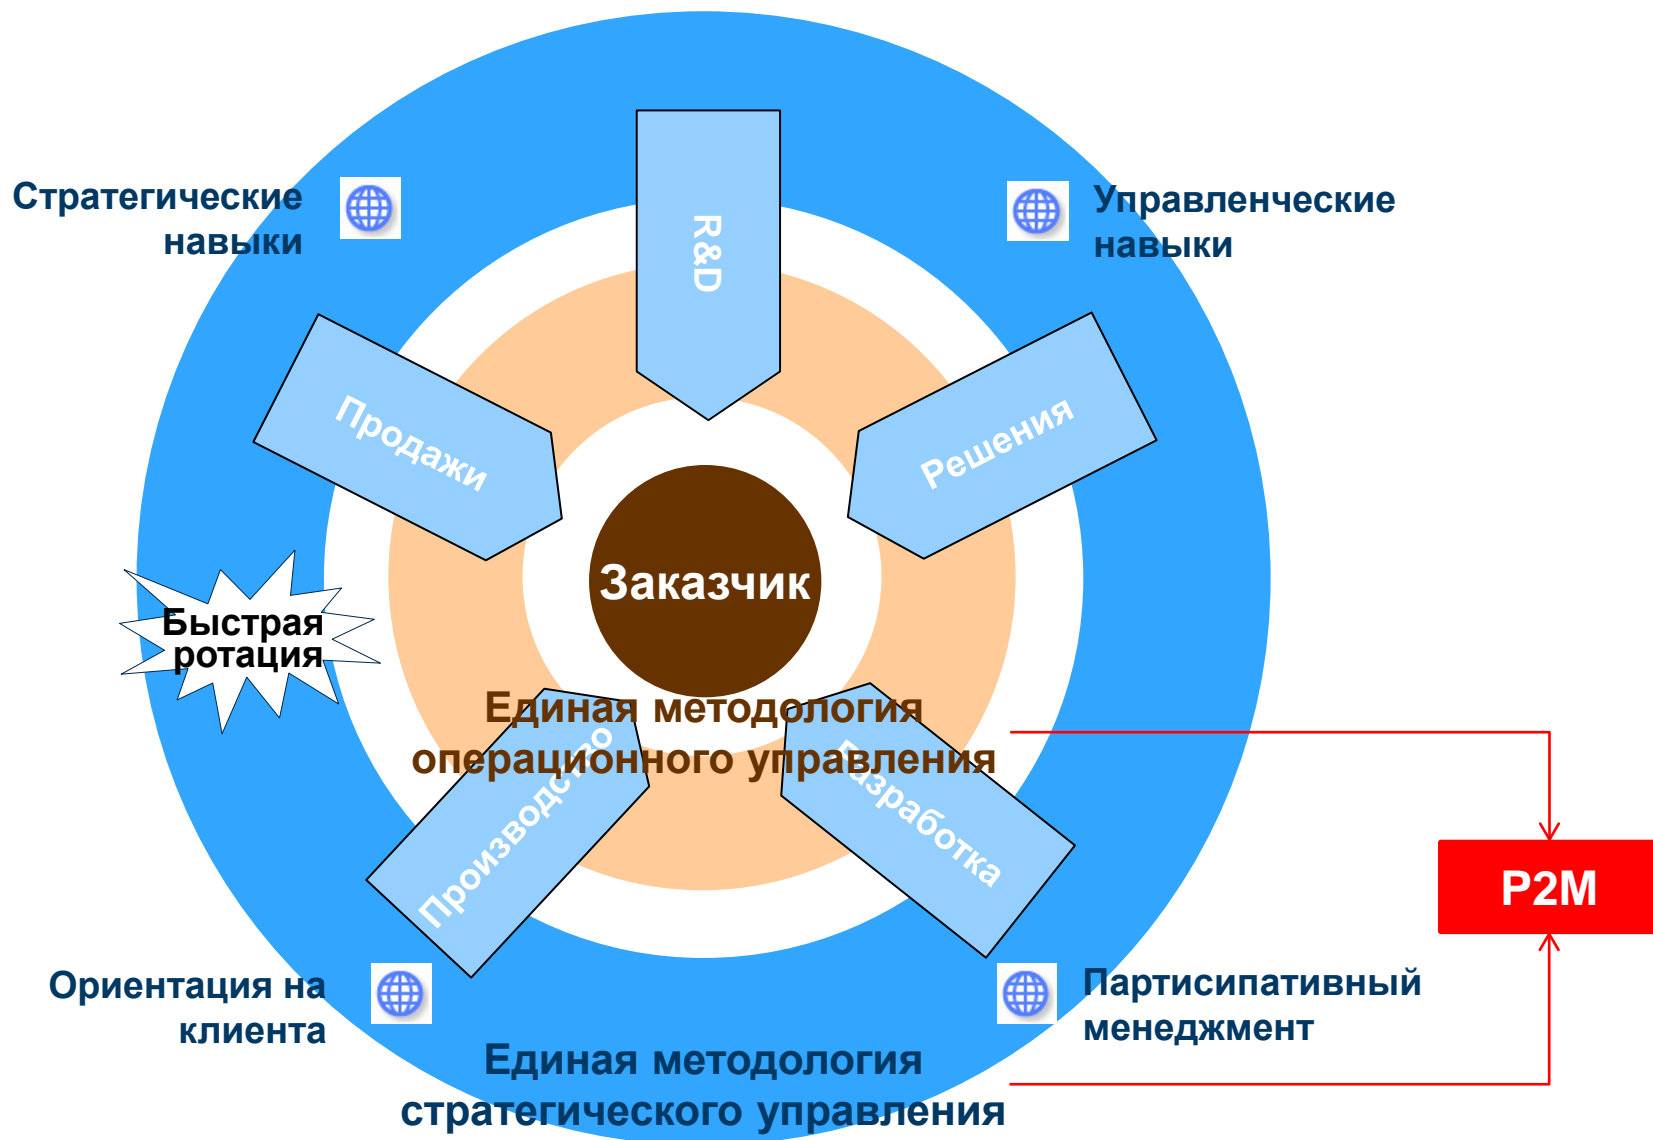 Стратегические
навыки
Управленческие
навыки
R&D
Продажи
Решения
Заказчик
Быстрая
ротация
Единая методология
операционного управления
Производство
Разработка
P2M
Ориентация на
клиента
Партисипативный
менеджмент
Единая методология
стратегического управления